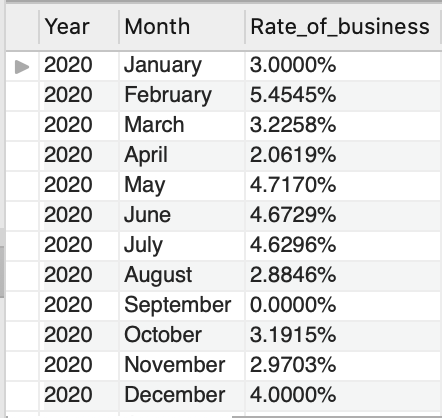 Year Month Rate_of_business
2020 January 3.0000%
2020 February 5.4545%
2020 March 3.2258%
2020 April 2.0619%
2020 May 4.7170%
2020 June 4.6729%
2020 July 4.6296%
2020 August 2.8846%
2020 September 0.0000%
2020 October 3.1915%
2020 November 2.9703%
2020 December 4.0000%